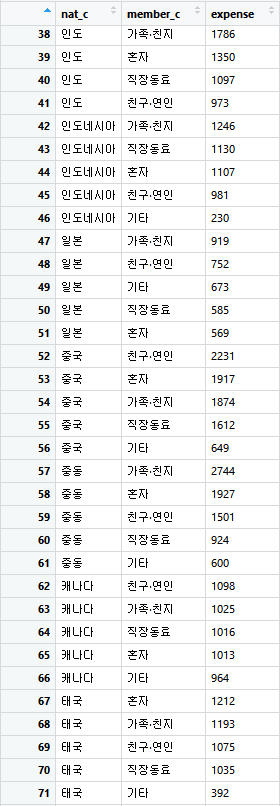 nat_c member_c expense
38 인도 가족·친지 1786
39 인도 혼자 1350
40 인도 직장동료 1097
41 인도 친구·연인 973
42 인도네시아 가족·친지 1246
43 인도네시아 직장동료 1130
44 인도네시아 혼자 1107
45 인도네시아 친구·연인 981
46 인도네시아 기타 230
47 일본 가족·친지 919
48 일본 친구·연인 752
49 일본 기타 673
50 일본 직장동료 585
51 일본 혼자 569
52 중국 친구·연인 2231
53 중국 혼자 1917
54 중국 가족·친지 1874
55 중국 직장동료 1612
56 중국 기타 649
57 중동 가족·친지 2744
58 중동 혼자 1927
59 중동 친구·연인 1501
60 중동 직장동료 924
61 중동 기타 600
62 캐나다 친구·연인 1098
63 캐나다 가족·친지 1025
64 캐나다 직장동료 1016
65 캐나다 혼자 1013
66 캐나다 기타 964
67 태국 혼자 1212
68 태국 가족·친지 1193
69 태국 친구·연인 1075
70 태국 직장동료 1035
71 태국 기타 392